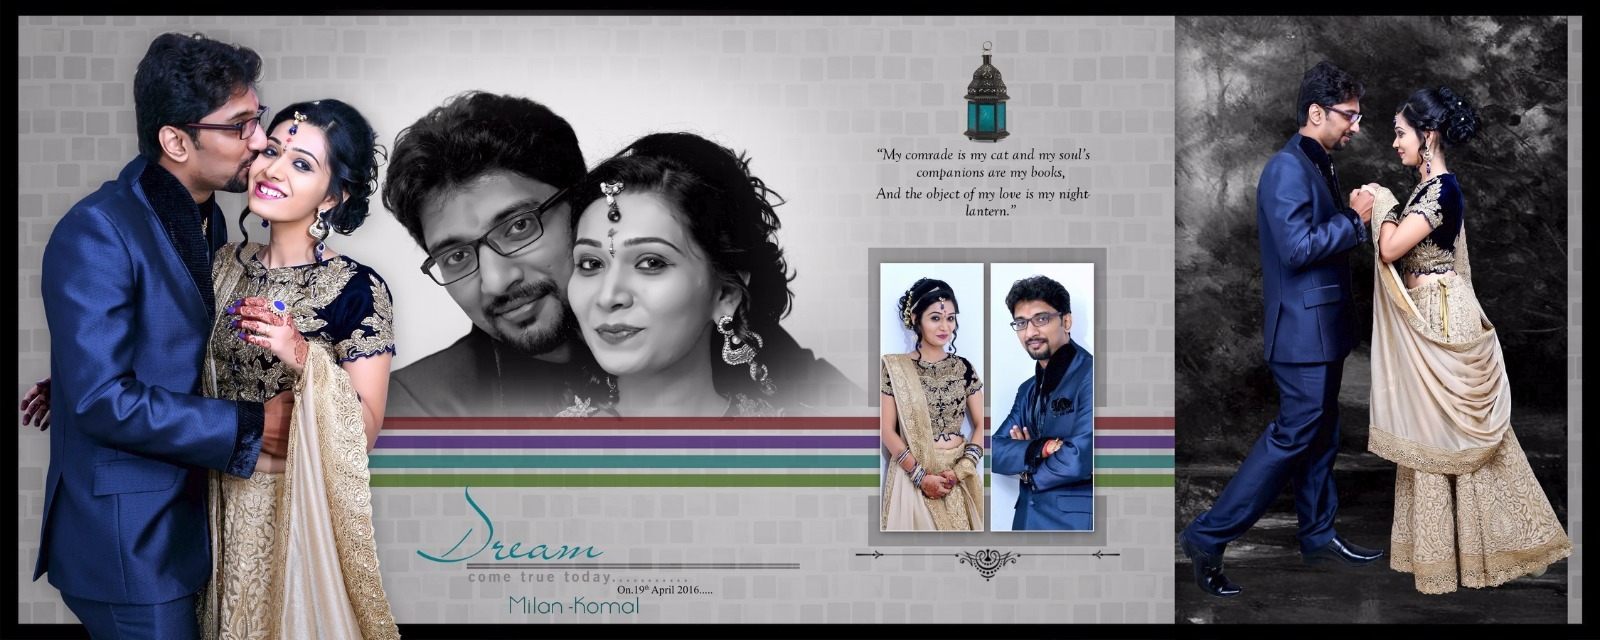 “My comrade is my cat and my soul’s
companions are my books,
And the object of my love is my night
lantern.”
Dream
come true today...........
On.19th April 2016.....
Milan -Komal